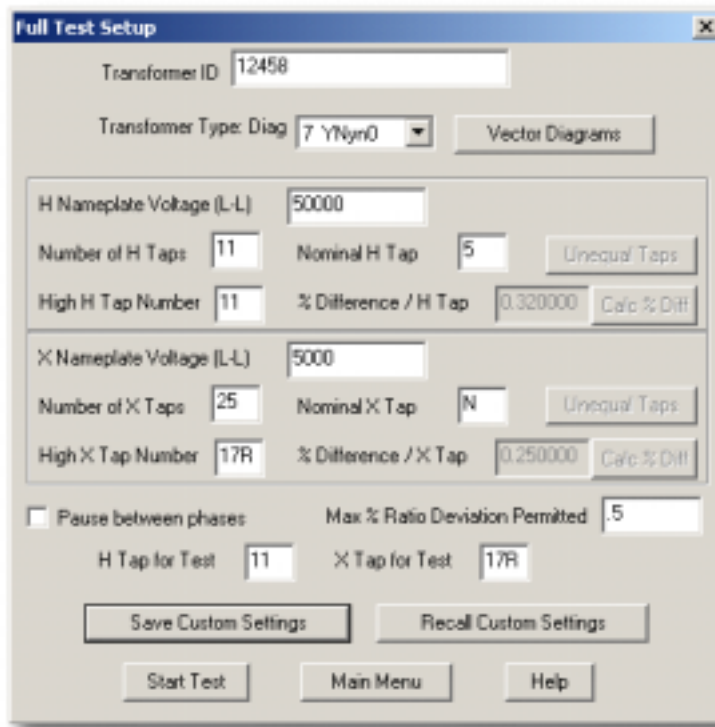 Full Test Setup
Transformer ID 12458
Transformer Type: Diag 7 YNyn0 Vector Diagrams
H Nameplate Voltage (L-L) 50000
Number of H Taps 11 Nominal H Tap 5 Unequal Taps
High H Tap Number 11 % Difference / H Tap 0.320000 Calc % Diff
X Nameplate Voltage (L-L) 5000
Number of X Taps 25 Nominal X Tap N Unequal Taps
High X Tap Number 17R % Difference / X Tap 0.250000 Calc % Diff
Pause between phases Max % Ratio Deviation Permitted .5
H Tap for Test 11 X Tap for Test 17R
Save Custom Settings Recall Custom Settings
Start Test Main Menu Help